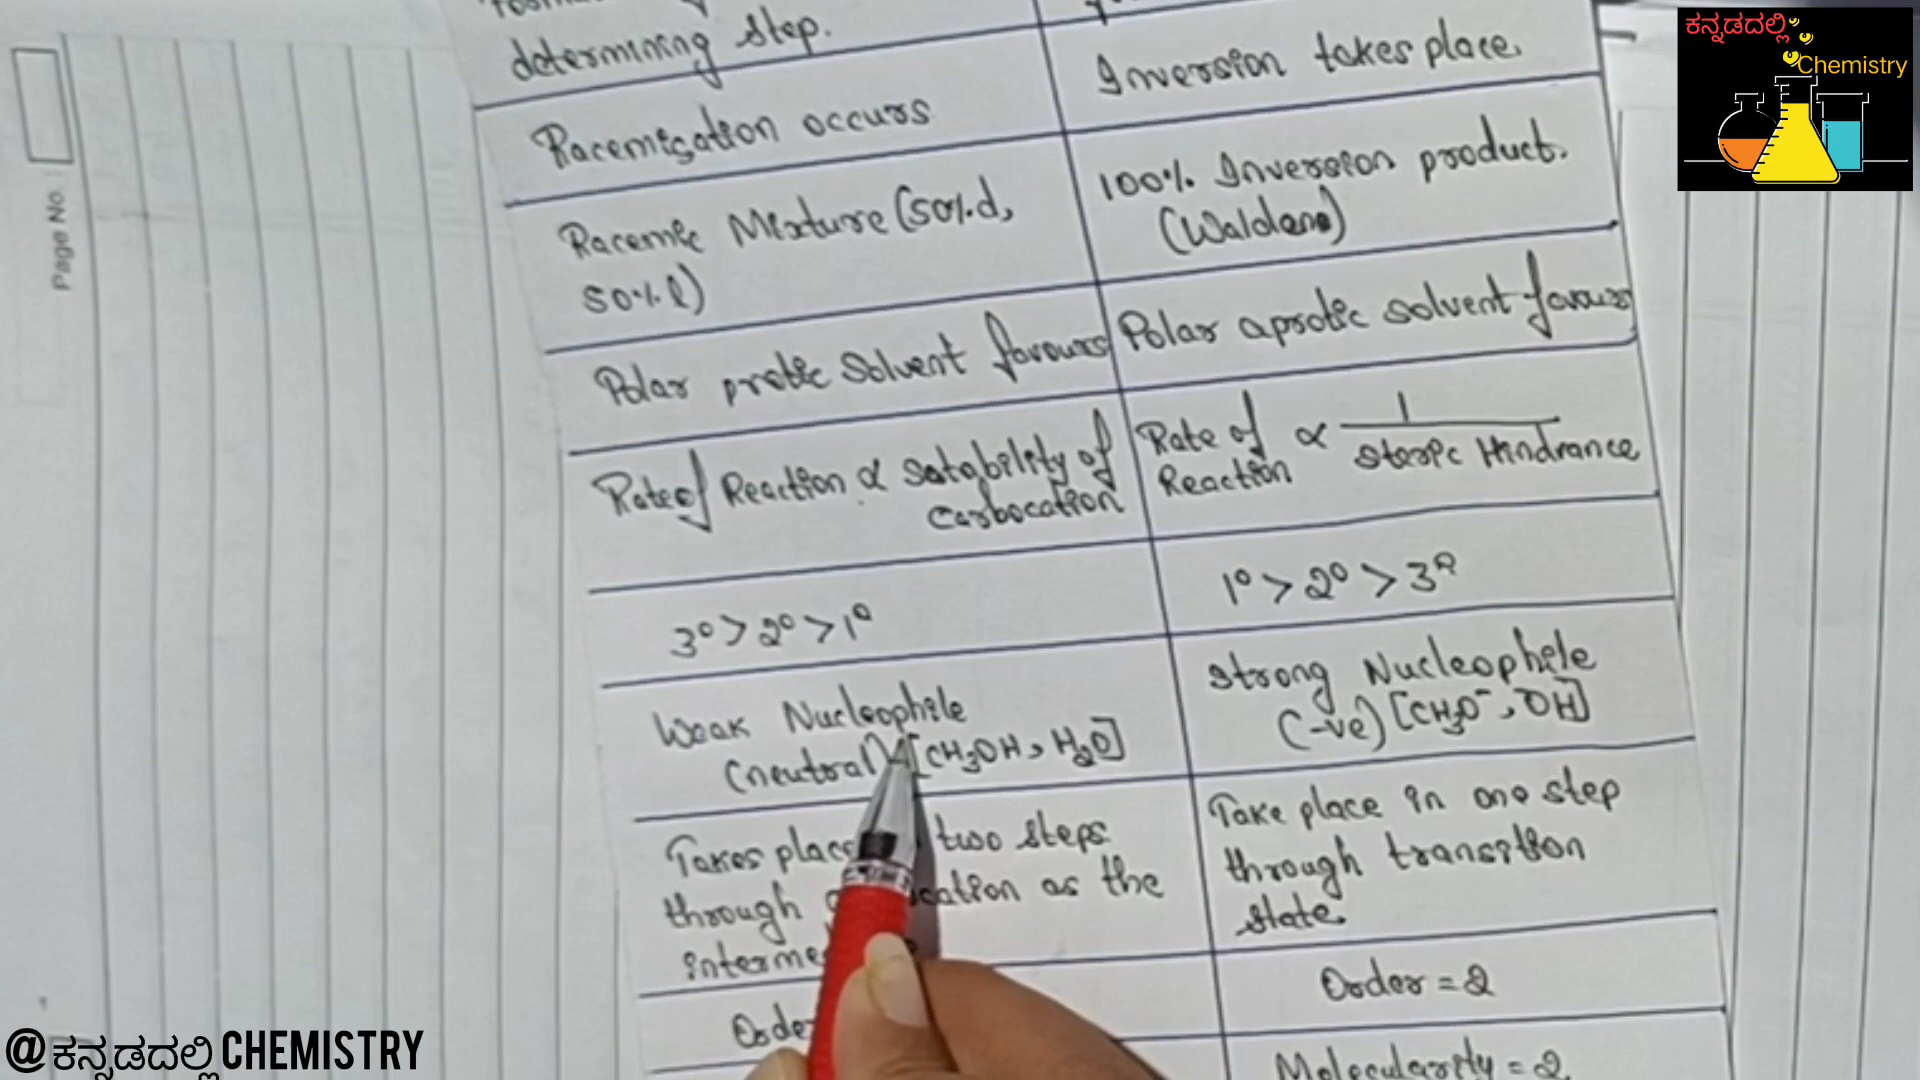 determining step.
Inversion takes place.
Racemisation occurs
100%. Inversion product.
(Waldens)
Racemic Mixture (50%.d,
50%.l)
Polar protic solvent favours
Polar aprotic solvent favours
Rate of Reaction ∝ Satability of
carbocation
Rate of
Reaction ∝ 1
Steric Hindrance
3° > 2° > 1°
1° > 2° > 3°
Weak Nucleophile
(neutral) [CH3OH, H2O]
Strong Nucleophile
(-ve) [CH3O⁻, ⁻OH]
Takes place two steps
through as the
Take place in one step
through transition
state.
Order = 2
Molecularity = 2
Page No. :
ಕನ್ನಡದಲ್ಲಿ
Chemistry
@ಕನ್ನಡದಲ್ಲಿ CHEMISTRY